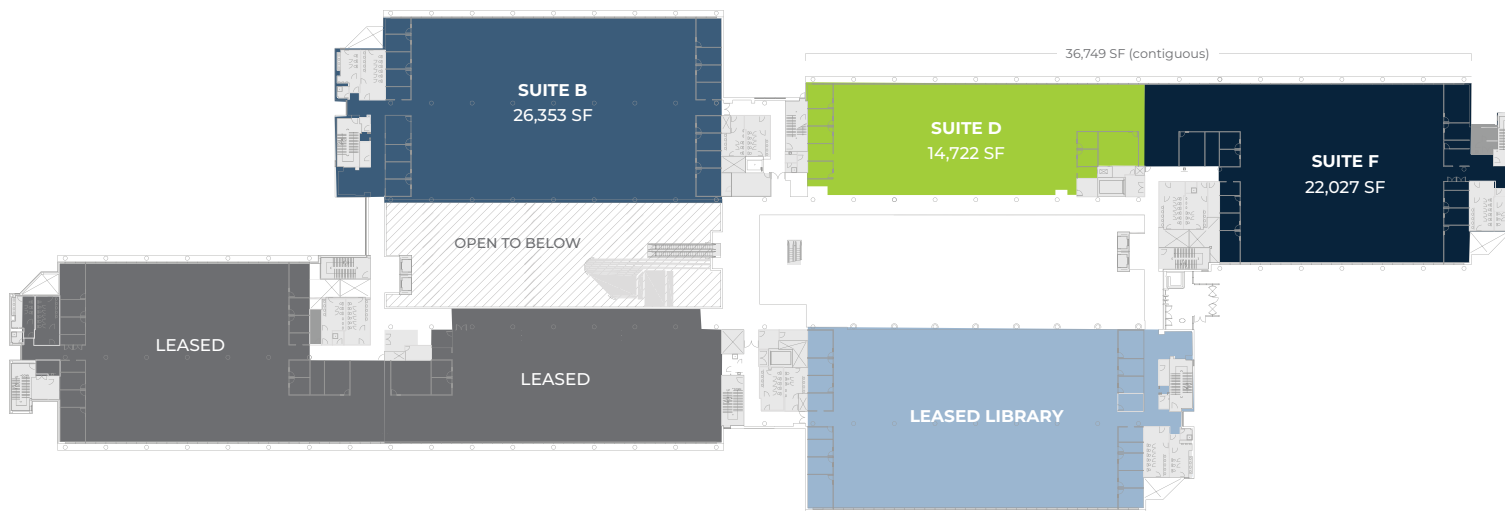 36,749 SF (contiguous)
SUITE B
26,353 SF
SUITE D
14,722 SF
SUITE F
22,027 SF
OPEN TO BELOW
LEASED
LEASED
LEASED LIBRARY